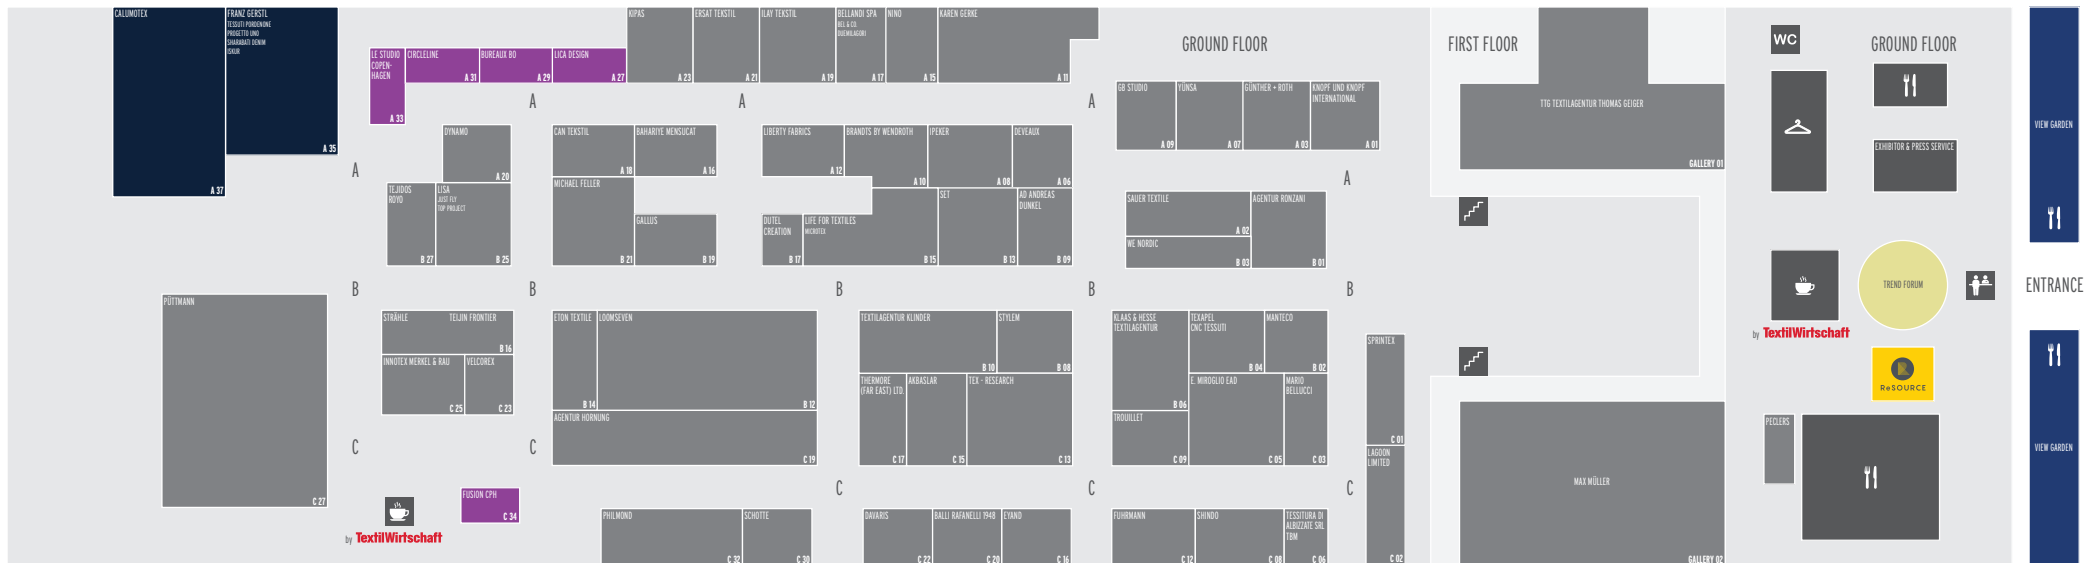 CALUMOTEX
A 37
FRANZ GERSTL
TESSUTI PORDENONE
PROGETTO UNO
SHARABATI DENIM
ISKUR
A 35
LE STUDIO
COPEN-
HAGEN
A 33
CIRCLELINE
A 31
BUREAUX BO
A 29
LICA DESIGN
A 27
KIPAS
A 23
ERSAT TEKSTIL
A 21
ILAY TEKSTIL
A 19
BELLANDI SPA
BEL & CO.
DUEMILAGORI
A 17
NINO
A 15
KAREN GERKE
A 11
GROUND FLOOR
FIRST FLOOR
WC
GROUND FLOOR
A
A
A
GB STUDIO
A 09
YÜNSA
A 07
GÜNTHER + ROTH
A 03
KNOPF UND KNOPF
INTERNATIONAL
A 01
TTG TEXTILAGENTUR THOMAS GEIGER
GALLERY 01
EXHIBITOR & PRESS SERVICE
VIEW GARDEN
DYNAMO
A 20
CAN TEKSTIL
A 18
BAHARIYE MENSUCAT
A 16
LIBERTY FABRICS
A 12
BRANDTS BY WENDROTH
A 10
IPEKER
A 08
DEVEAUX
A 06
A
A
TEJIDOS
ROYO
B 27
LISA
JUST FLY
TOP PROJECT
B 25
MICHAEL FELLER
B 21
GALLUS
B 19
DUTEL
CREATION
B 17
LIFE FOR TEXTILES
MICROTEX
B 15
SET
B 13
AD ANDREAS
DUNKEL
B 09
SAUER TEXTILE
A 02
WE NORDIC
B 03
AGENTUR RONZANI
B 01
B
B
B
B
B
TREND FORUM
ENTRANCE
by TextilWirtschaft
PÜTTMANN
C 27
STRÄHLE
TEIJIN FRONTIER
B 16
INNOTEX MERKEL & RAU
C 25
VELCOREX
C 23
ETON TEXTILE
B 14
LOOMSEVEN
B 12
AGENTUR HORNUNG
C 19
TEXTILAGENTUR KLINDER
B 10
STYLEM
B 08
THERMORE
(FAR EAST) LTD.
C 17
AKBASLAR
C 15
TEX - RESEARCH
C 13
KLAAS & HESSE
TEXTILAGENTUR
B 06
TEXAPEL
CNC TESSUTI
B 04
MANTECO
B 02
TROUILLET
C 09
E. MIROGLIO EAD
C 05
MARIO
BELLUCCI
C 03
SPRINTEX
C 01
LAGOON
LIMITED
C 02
ReSOURCE
PECLERS
VIEW GARDEN
C
C
C
C
C
by TextilWirtschaft
FUSION CPH
C 34
PHILMOND
C 32
SCHOTTE
C 30
DAVARIS
C 22
BALLI RAFANELLI 1948
C 20
EYAND
C 16
FUHRMANN
C 12
SHINDO
C 08
TESSITURA DI
ALBIZZATE SRL
TBM
C 06
MAX MÜLLER
GALLERY 02